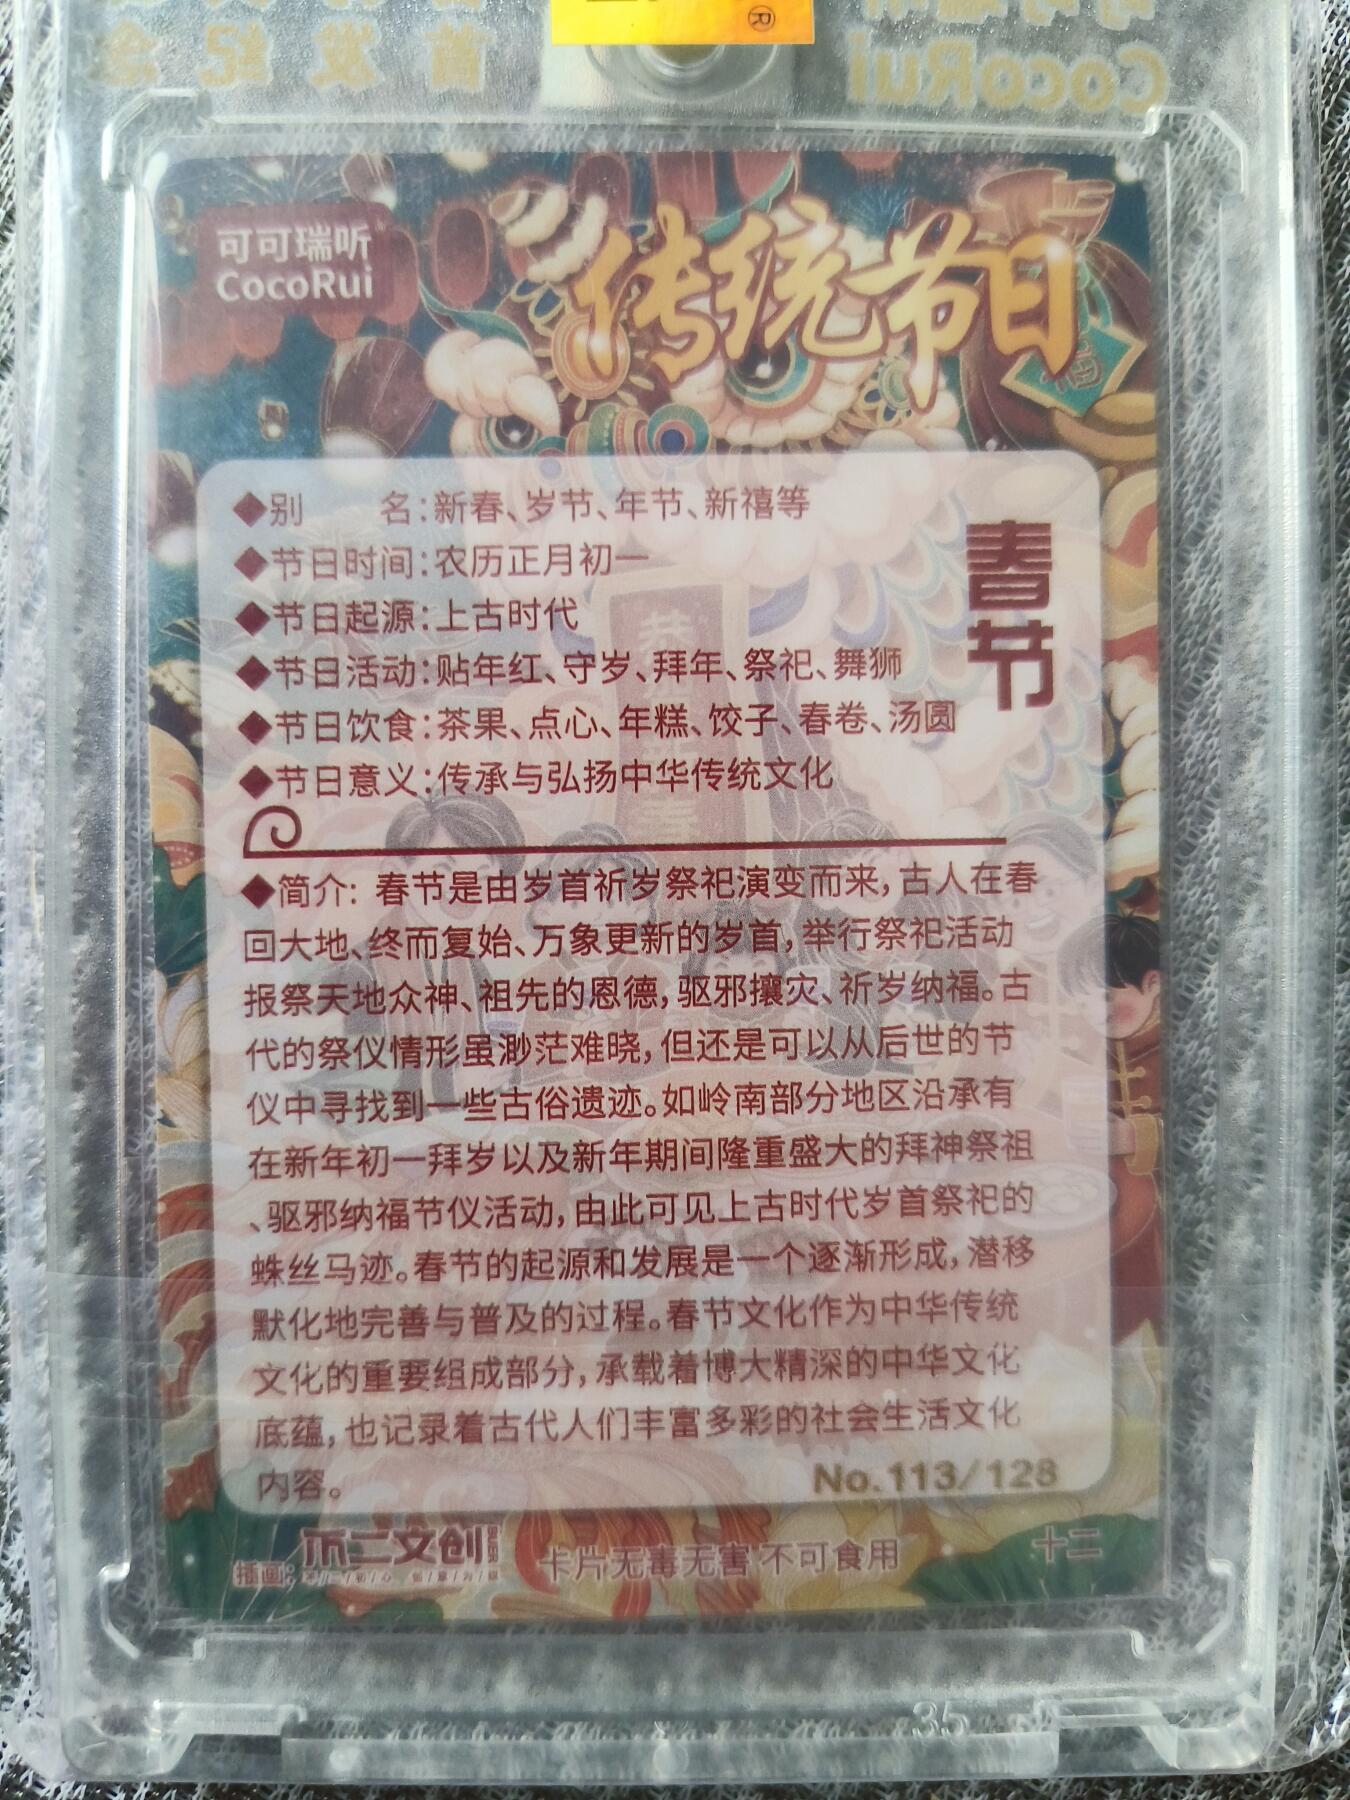 首发纪念
CocoRui
®
可可瑞听
CocoRui
传统节日
春节
◆别 名:新春、岁节、年节、新禧等
◆节日时间:农历正月初一
◆节日起源:上古时代
◆节日活动:贴年红、守岁、拜年、祭祀、舞狮
◆节日饮食:茶果、点心、年糕、饺子、春卷、汤圆
◆节日意义:传承与弘扬中华传统文化
◆简介: 春节是由岁首祈岁祭祀演变而来,古人在春
回大地、终而复始、万象更新的岁首,举行祭祀活动
报祭天地众神、祖先的恩德,驱邪攘灾、祈岁纳福。古
代的祭仪情形虽渺茫难晓,但还是可以从后世的节
仪中寻找到一些古俗遗迹。如岭南部分地区沿承有
在新年初一拜岁以及新年期间隆重盛大的拜神祭祖
、驱邪纳福节仪活动,由此可见上古时代岁首祭祀的
蛛丝马迹。春节的起源和发展是一个逐渐形成,潜移
默化地完善与普及的过程。春节文化作为中华传统
文化的重要组成部分,承载着博大精深的中华文化
底蕴,也记录着古代人们丰富多彩的社会生活文化
内容。
No.113/128
插画:不二文创
卡片无毒无害 不可食用
十二
35